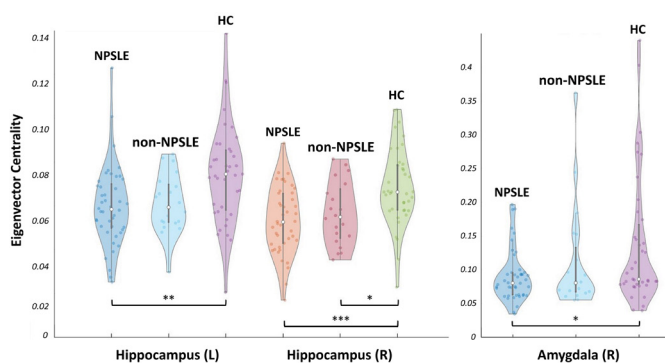 HC
0.14
NPSLE
0.12
HC
non-NPSLE
NPSLE
non-NPSLE
0.10
0.08
0.06
0.04
0.02
0
Eigenvector Centrality
**
*
***
Hippocampus (L)
Hippocampus (R)
HC
0.4
non-NPSLE
0.35
0.30
0.25
NPSLE
0.20
0.15
0.10
0.05
0
*
Amygdala (R)